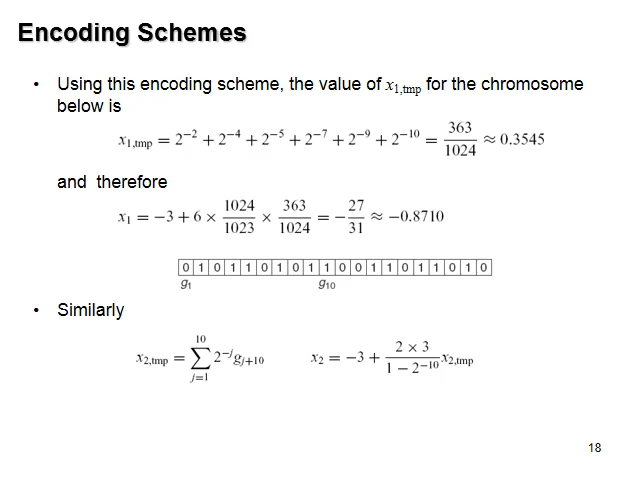 Encoding Schemes
• Using this encoding scheme, the value of x₁,tmp for the chromosome
below is
x₁,tmp = 2⁻² + 2⁻⁴ + 2⁻⁵ + 2⁻⁷ + 2⁻⁹ + 2⁻¹⁰ = 363/1024 ≈ 0.3545
and therefore
x₁ = −3 + 6 × 1024/1023 × 363/1024 = −27/31 ≈ −0.8710
0 1 0 1 1 0 1 0 1 1 0 0 1 1 0 1 1 0 1 0
g₁ g₁₀
• Similarly
x₂,tmp = ∑_{j=1}^{10} 2^{−j} g_{j+10} x₂ = −3 + (2 × 3)/(1 − 2⁻¹⁰) x₂,tmp
18